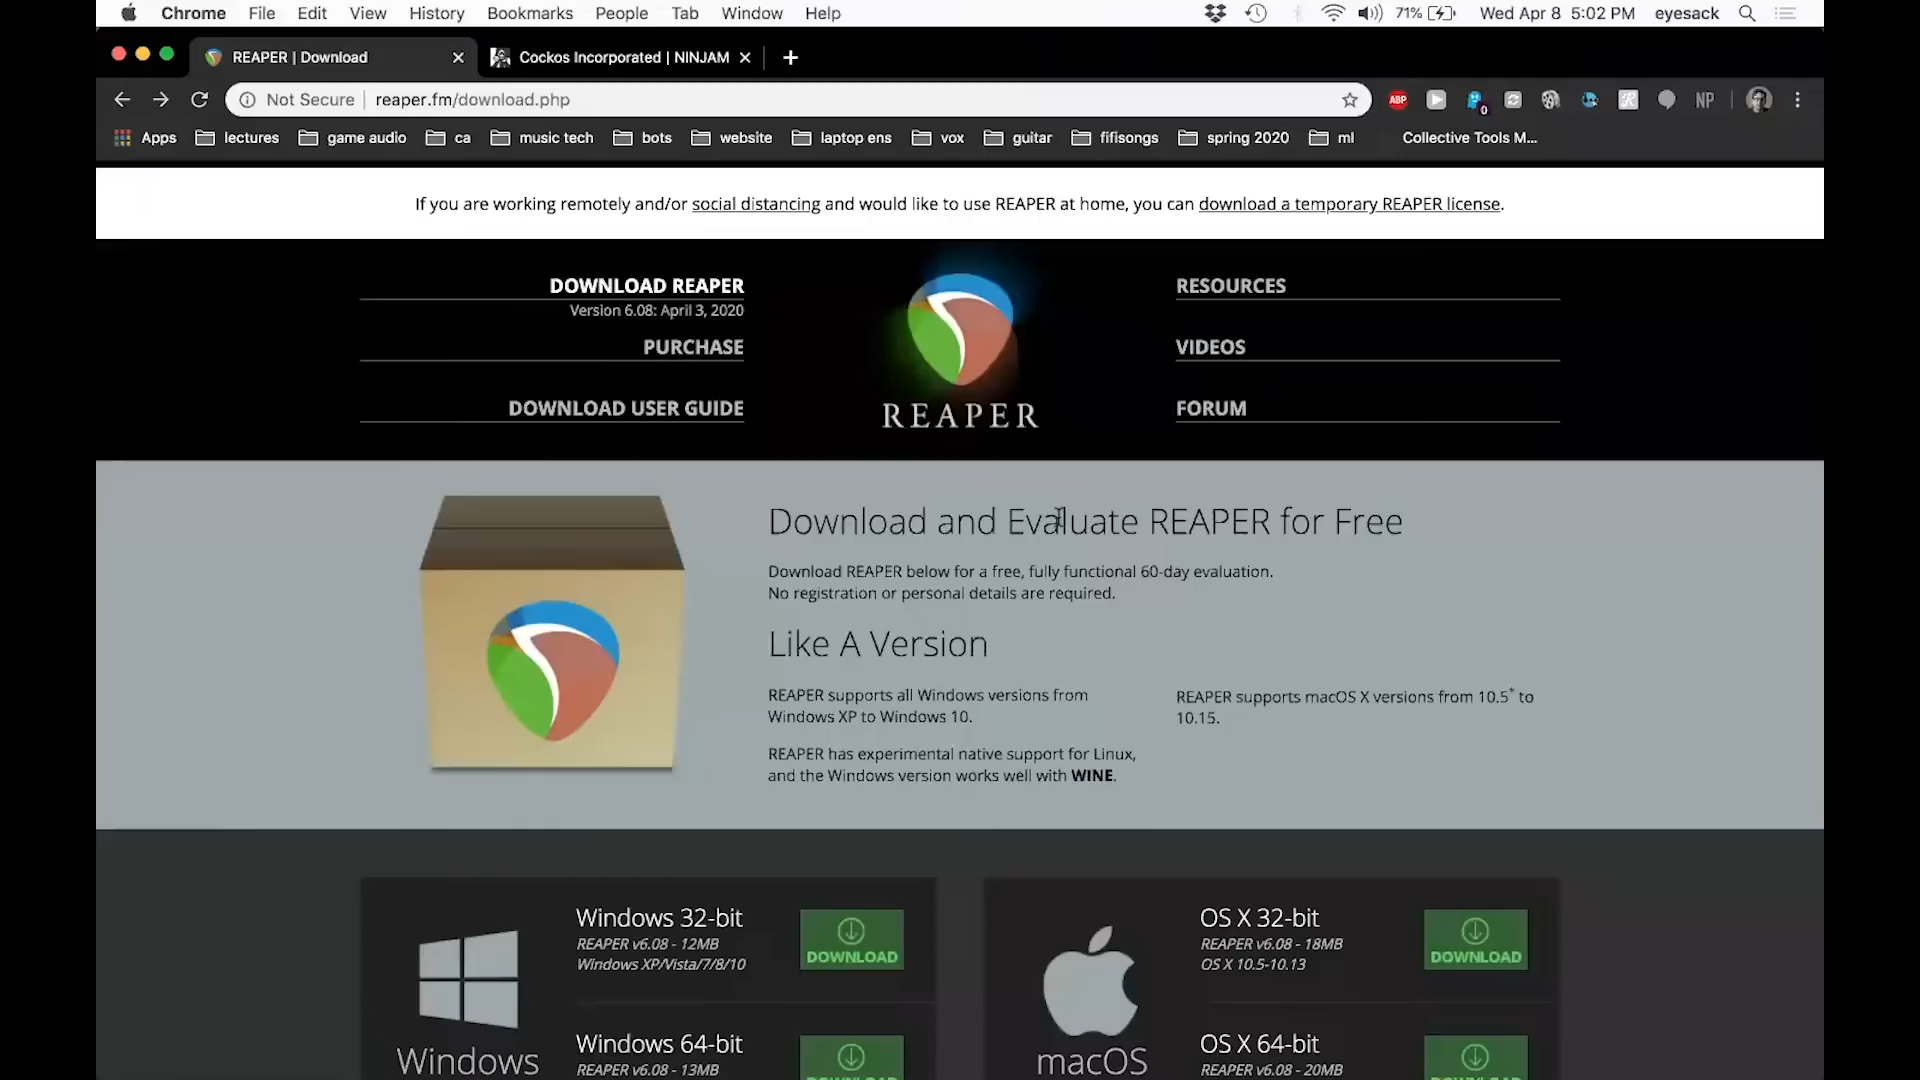 Chrome File Edit View History Bookmarks People Tab Window Help 71% Wed Apr 8 5:02 PM eyesack
REAPER | Download Cockos Incorporated | NINJAM
Not Secure reaper.fm/download.php ABP 0 NP
Apps lectures game audio ca music tech bots website laptop ens vox guitar fifisongs spring 2020 ml Collective Tools M...
If you are working remotely and/or social distancing and would like to use REAPER at home, you can download a temporary REAPER license.
DOWNLOAD REAPER
Version 6.08: April 3, 2020
PURCHASE
DOWNLOAD USER GUIDE
REAPER
RESOURCES
VIDEOS
FORUM
Download and Evaluate REAPER for Free
Download REAPER below for a free, fully functional 60-day evaluation.
No registration or personal details are required.
Like A Version
REAPER supports all Windows versions from
Windows XP to Windows 10.
REAPER has experimental native support for Linux,
and the Windows version works well with WINE.
REAPER supports macOS X versions from 10.5* to
10.15.
Windows
Windows 32-bit
REAPER v6.08 - 12MB
Windows XP/Vista/7/8/10
DOWNLOAD
Windows 64-bit
REAPER v6.08 - 13MB
DOWNLOAD
macOS
OS X 32-bit
REAPER v6.08 - 18MB
OS X 10.5-10.13
DOWNLOAD
OS X 64-bit
REAPER v6.08 - 20MB
DOWNLOAD